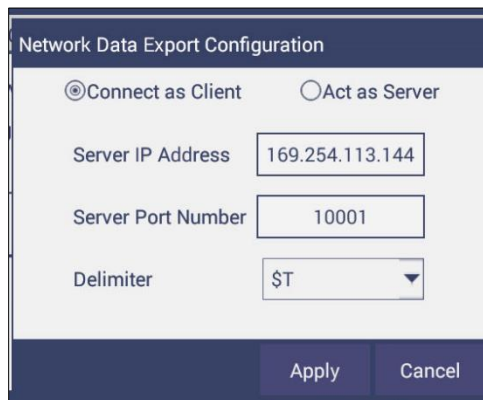 Network Data Export Configuration
Connect as Client Act as Server
Server IP Address 169.254.113.144
Server Port Number 10001
Delimiter $T
Apply Cancel